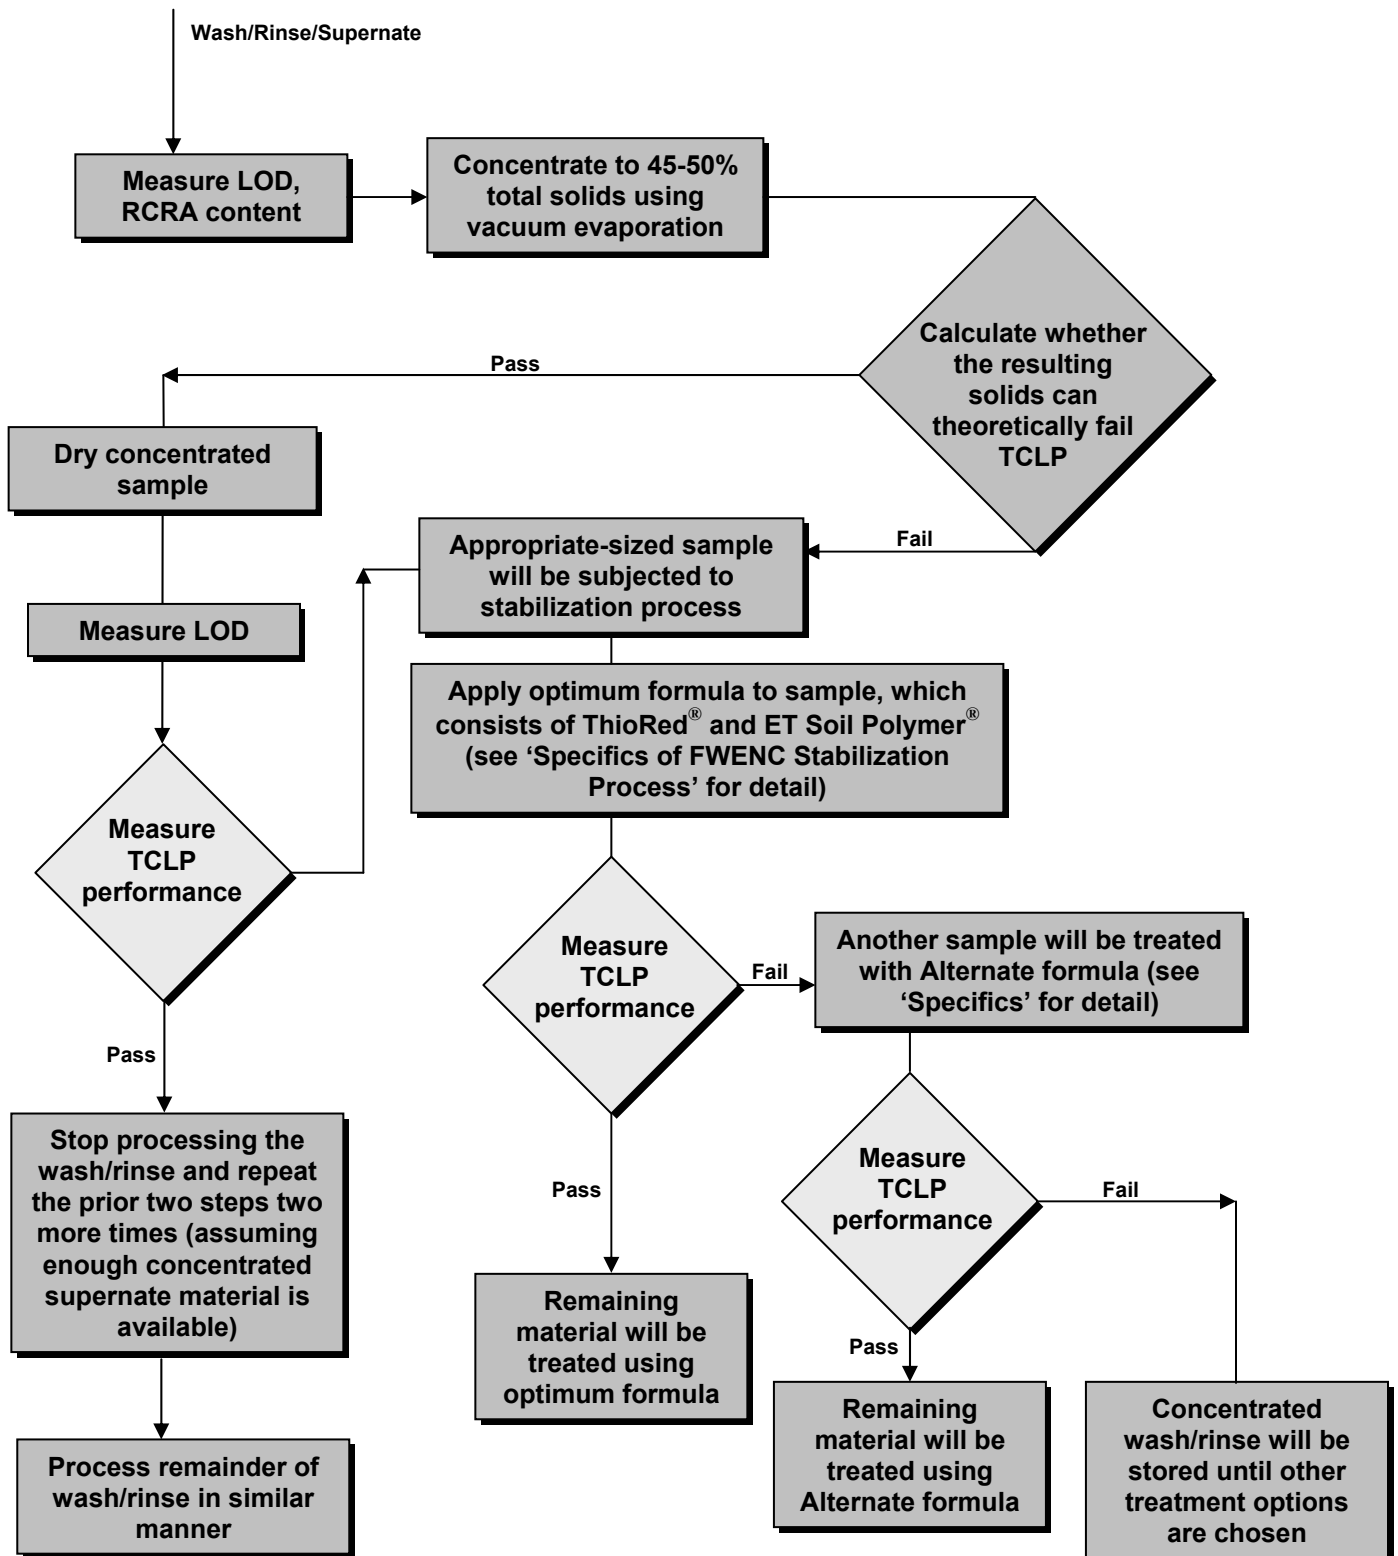 Wash/Rinse/Supernate
Measure LOD,
RCRA content
Concentrate to 45-50%
total solids using
vacuum evaporation
Calculate whether
the resulting
solids can
theoretically fail
TCLP
Pass
Fail
Dry concentrated
sample
Measure LOD
Measure
TCLP
performance
Pass
Stop processing the
wash/rinse and repeat
the prior two steps two
more times (assuming
enough concentrated
supernate material is
available)
Process remainder of
wash/rinse in similar
manner
Appropriate-sized sample
will be subjected to
stabilization process
Apply optimum formula to sample, which
consists of ThioRed® and ET Soil Polymer®
(see ‘Specifics of FWENC Stabilization
Process’ for detail)
Measure
TCLP
performance
Fail
Pass
Remaining
material will be
treated using
optimum formula
Another sample will be treated
with Alternate formula (see
‘Specifics’ for detail)
Measure
TCLP
performance
Fail
Pass
Remaining
material will be
treated using
Alternate formula
Concentrated
wash/rinse will be
stored until other
treatment options
are chosen